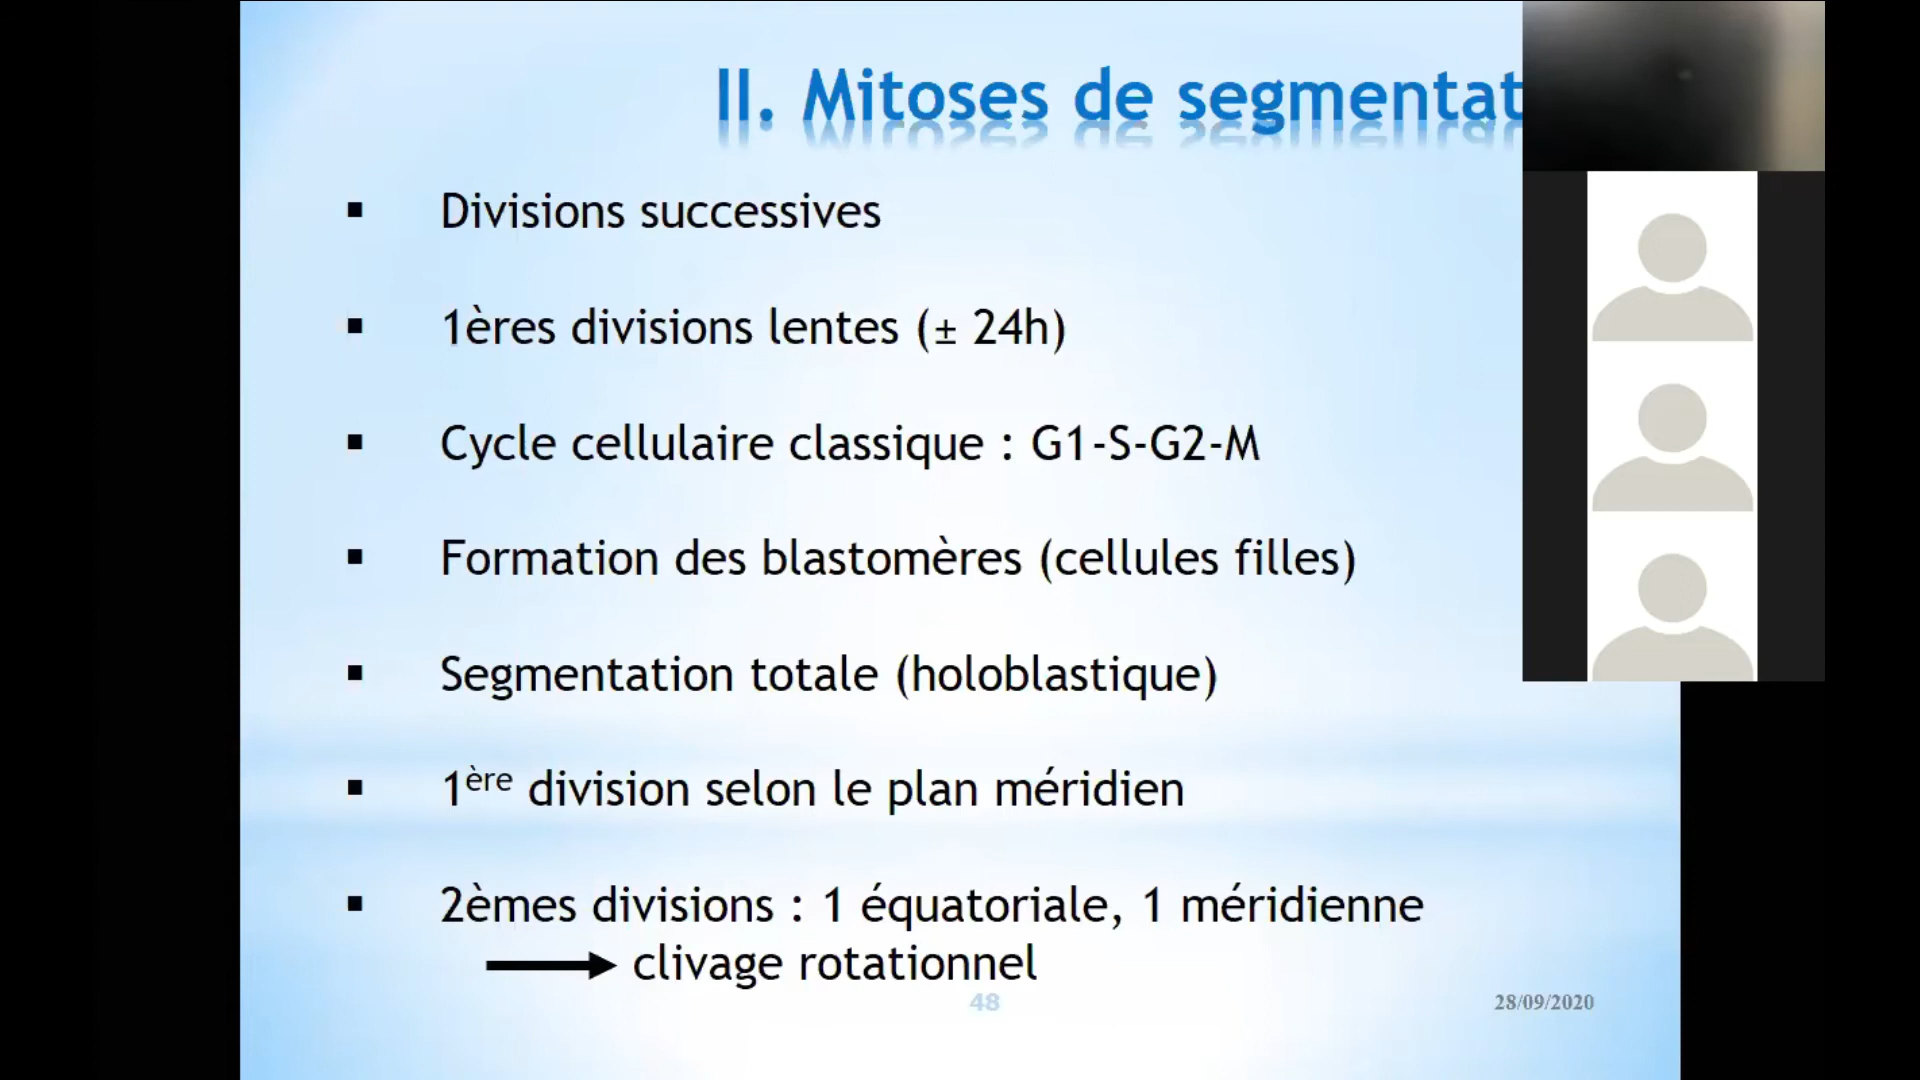 II. Mitoses de segmentat
▪ Divisions successives
▪ 1ères divisions lentes (± 24h)
▪ Cycle cellulaire classique : G1-S-G2-M
▪ Formation des blastomères (cellules filles)
▪ Segmentation totale (holoblastique)
▪ 1ère division selon le plan méridien
▪ 2èmes divisions : 1 équatoriale, 1 méridienne
clivage rotationnel
48
28/09/2020